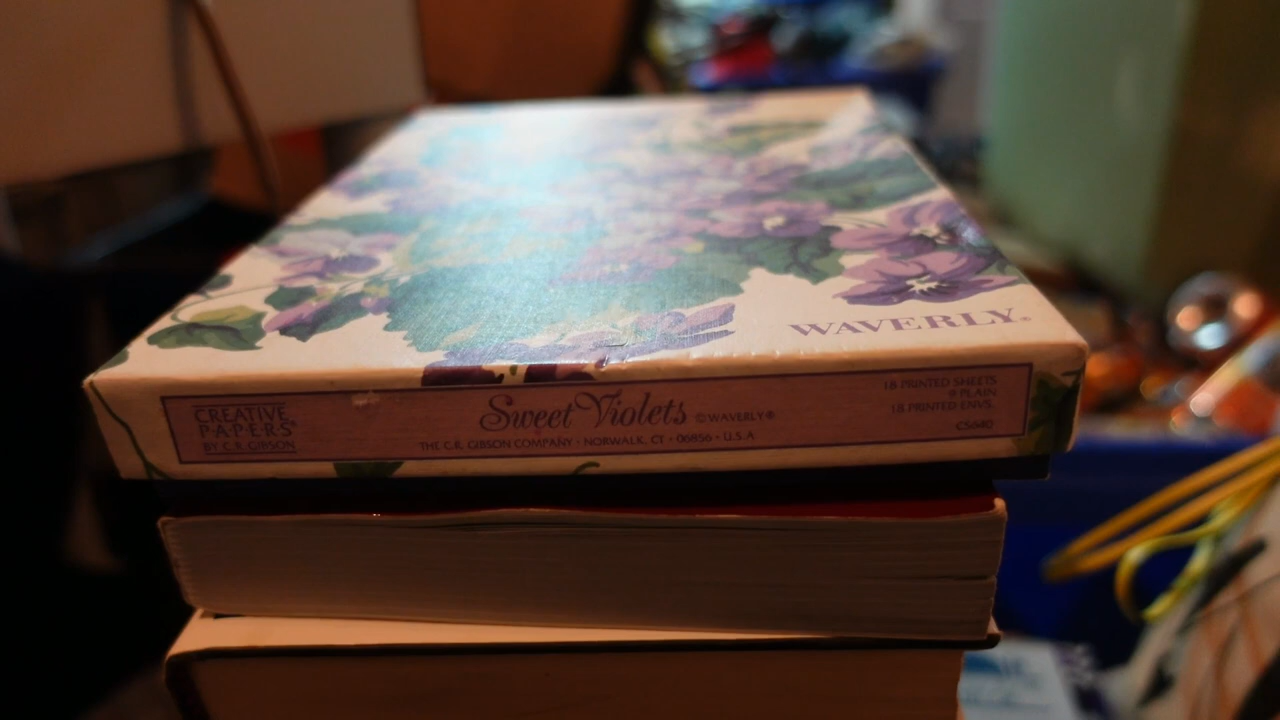 WAVERLY®
CREATIVE
PAPERS®
BY C.R. GIBSON
Sweet Violets © WAVERLY®
THE C.R. GIBSON COMPANY · NORWALK, CT · 06856 · U.S.A
18 PRINTED SHEETS
9 PLAIN
18 PRINTED ENVS.
CS640